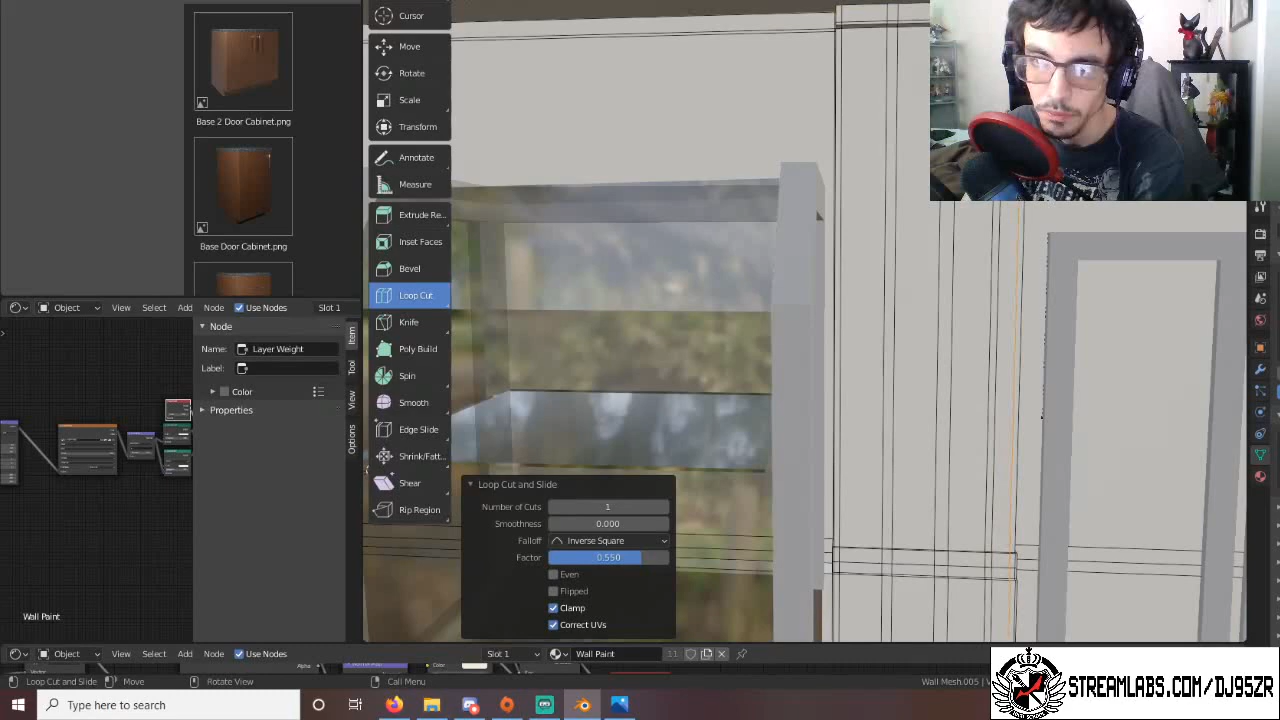 Cursor
Move
Rotate
Scale
Transform
Annotate
Measure
Extrude Re...
Inset Faces
Bevel
Loop Cut
Knife
Poly Build
Spin
Smooth
Edge Slide
Shrink/Fatt...
Shear
Rip Region
Base 2 Door Cabinet.png
Base Door Cabinet.png
Object View Select Add Node Use Nodes Slot 1
Node
Name: Layer Weight
Label:
Color
Properties
Item
Tool
View
Options
Wall Paint
Loop Cut and Slide
Number of Cuts 1
Smoothness 0.000
Falloff Inverse Square
Factor 0.550
Even
Flipped
Clamp
Correct UVs
Object View Select Add Node Use Nodes Slot 1 Wall Paint 11
Loop Cut and Slide Move Rotate View Call Menu Wall Mesh.005 | V
STREAMLABS.COM/DJ95ZR
Type here to search